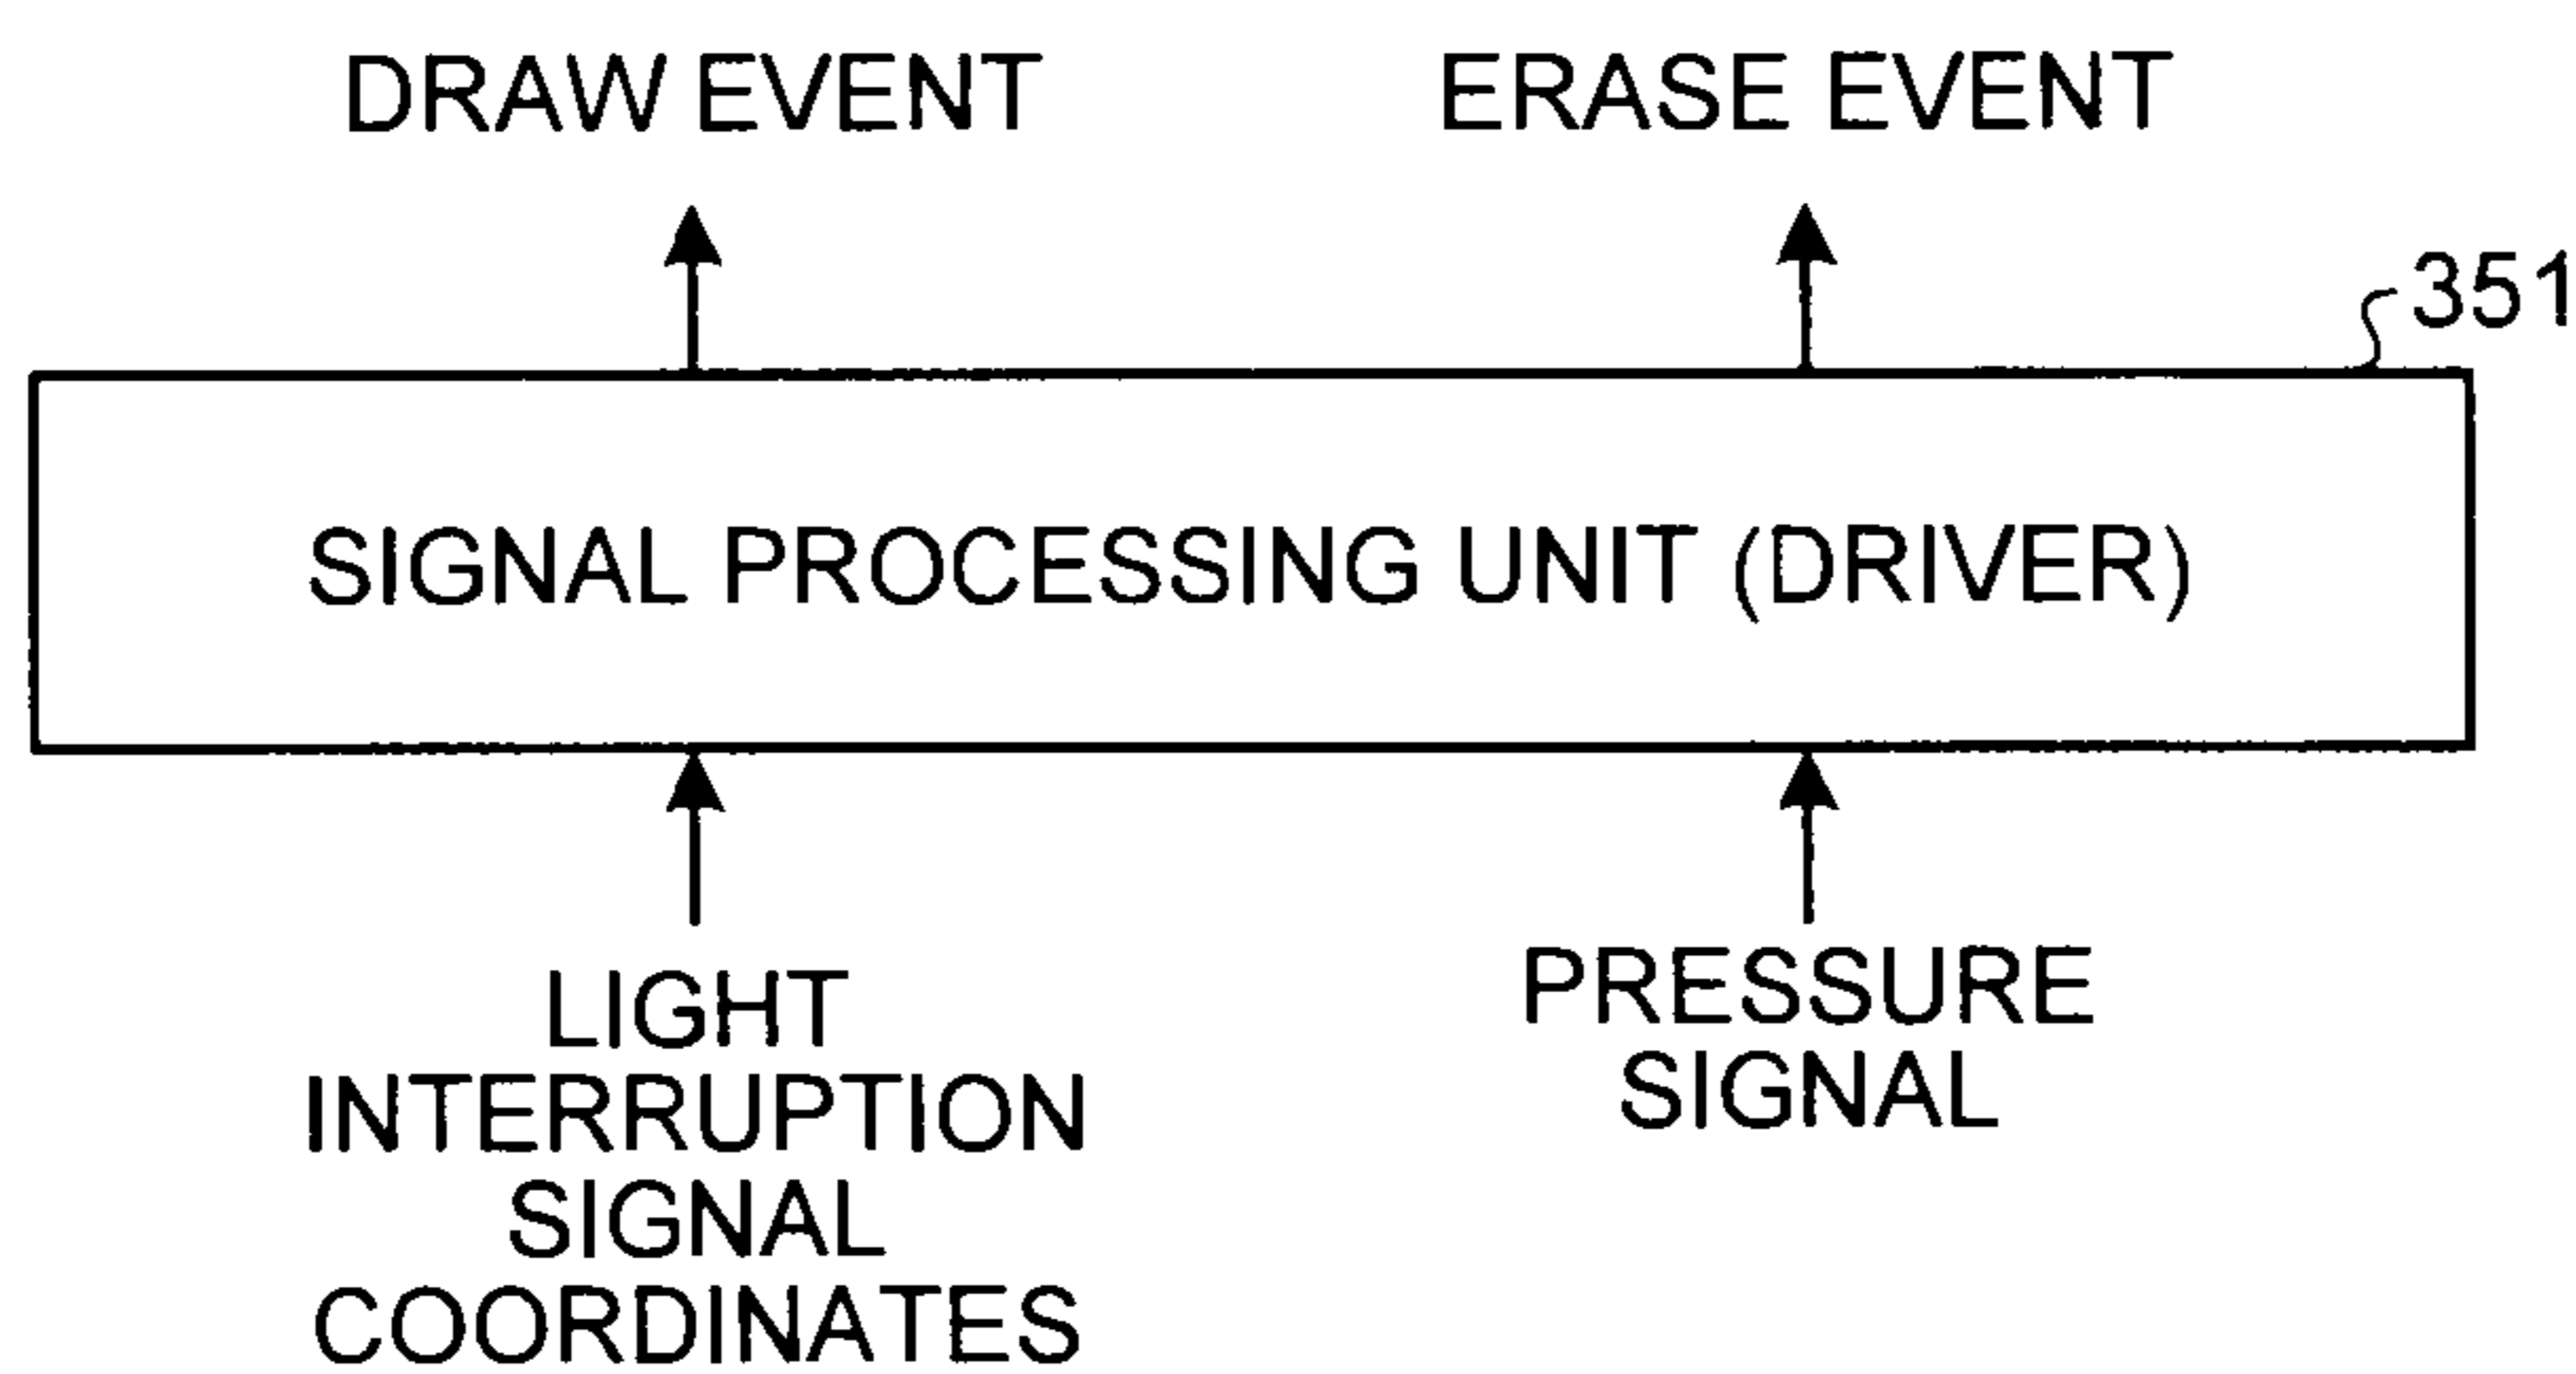 DRAW EVENT
ERASE EVENT
351
SIGNAL PROCESSING UNIT (DRIVER)
LIGHT
INTERRUPTION
SIGNAL
COORDINATES
PRESSURE
SIGNAL